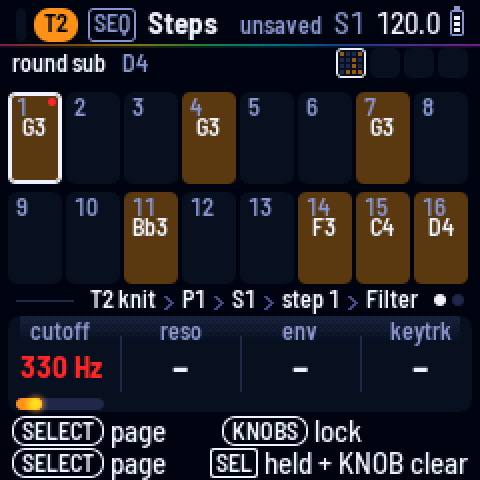 T2 SEQ Steps unsaved S1 120.0
round sub D4
1 2 3 4 5 6 7 8
G3 G3 G3
9 10 11 12 13 14 15 16
Bb3 F3 C4 D4
T2 knit > P1 > S1 > step 1 > Filter
cutoff reso env keytrk
330 Hz – – –
SELECT page KNOBS lock
SELECT page SEL held + KNOB clear